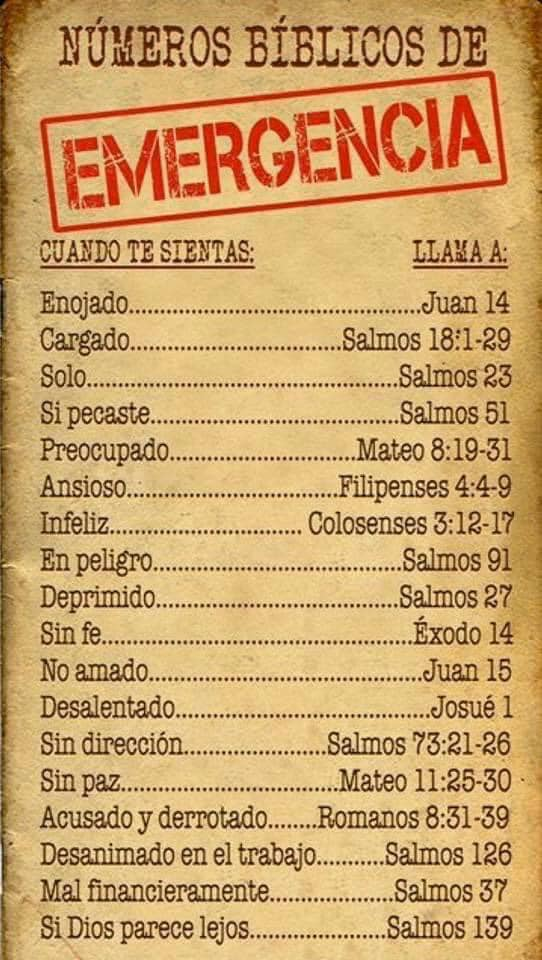 NÚMEROS BÍBLICOS DE
EMERGENCIA
CUANDO TE SIENTAS: LLAMA A:
Enojado...............................................Juan 14
Cargado..................................Salmos 18:1-29
Solo..................................................Salmos 23
Si pecaste........................................Salmos 51
Preocupado..............................Mateo 8:19-31
Ansioso..................................Filipenses 4:4-9
Infeliz............................... Colosenses 3:12-17
En peligro........................................Salmos 91
Deprimido.......................................Salmos 27
Sin fe..................................................Éxodo 14
No amado............................................Juan 15
Desalentado.........................................Josué 1
Sin dirección.......................Salmos 73:21-26
Sin paz...................................Mateo 11:25-30
Acusado y derrotado........Romanos 8:31-39
Desanimado en el trabajo...........Salmos 126
Mal financieramente....................Salmos 37
Si Dios parece lejos......................Salmos 139